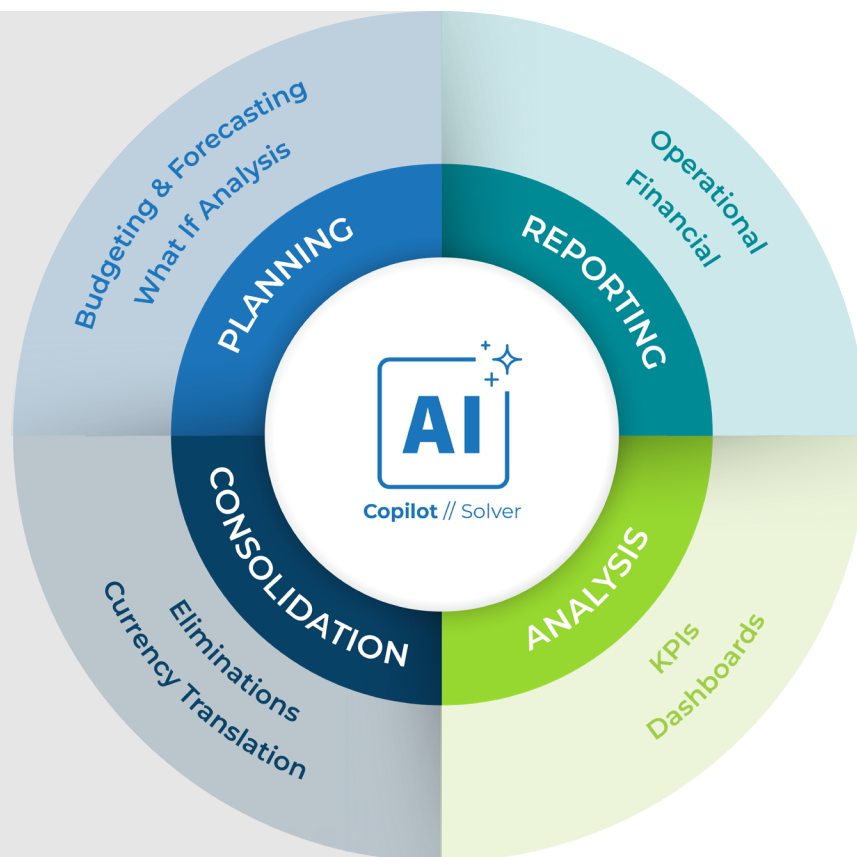 Budgeting & Forecasting
What If Analysis
PLANNING
Operational
Financial
REPORTING
AI
Copilot // Solver
CONSOLIDATION
Eliminations
Currency Translation
ANALYSIS
KPIs
Dashboards